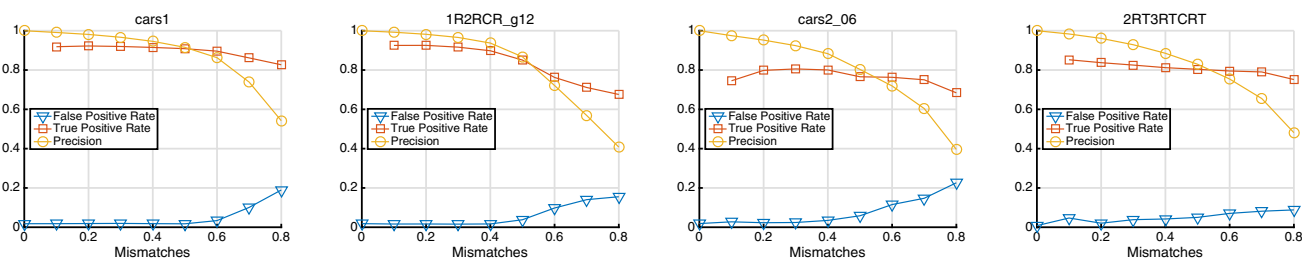 cars1
1
0.8
0.6
0.4
0.2
0
False Positive Rate
True Positive Rate
Precision
0 0.2 0.4 0.6 0.8
Mismatches
1R2RCR_g12
1
0.8
0.6
0.4
0.2
0
False Positive Rate
True Positive Rate
Precision
0 0.2 0.4 0.6 0.8
Mismatches
cars2_06
1
0.8
0.6
0.4
0.2
0
False Positive Rate
True Positive Rate
Precision
0 0.2 0.4 0.6 0.8
Mismatches
2RT3RTCRT
1
0.8
0.6
0.4
0.2
0
False Positive Rate
True Positive Rate
Precision
0 0.2 0.4 0.6 0.8
Mismatches